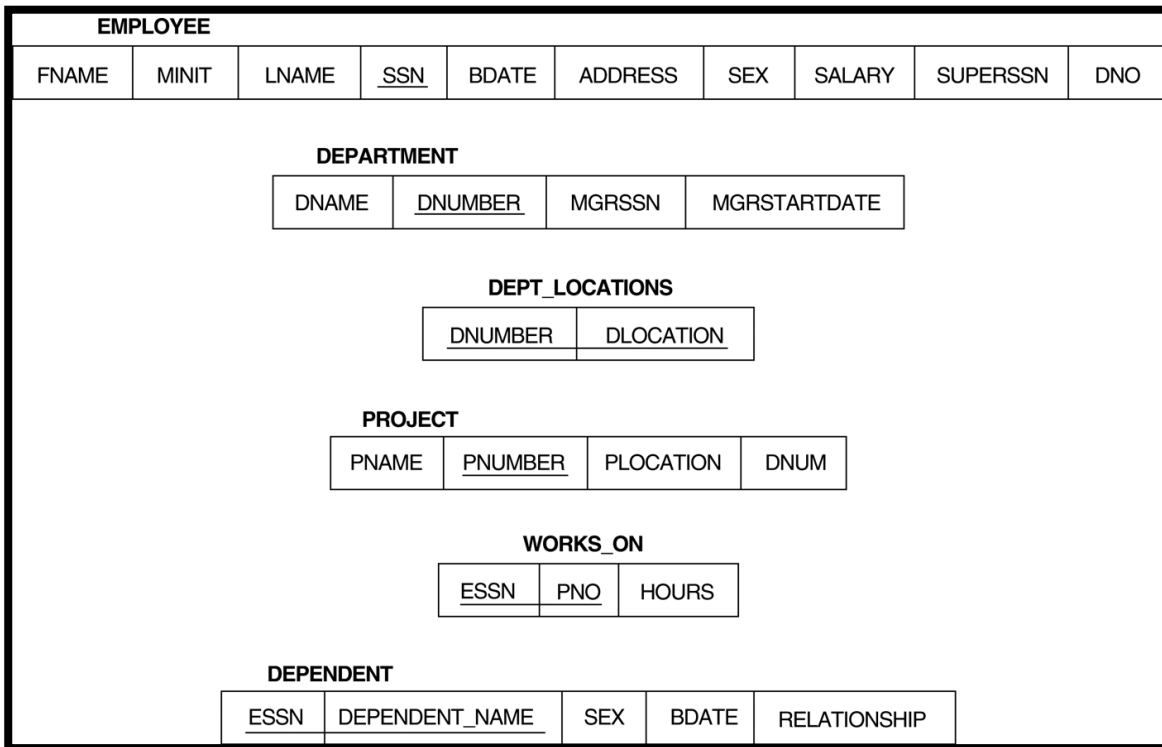 EMPLOYEE
FNAME MINIT LNAME SSN BDATE ADDRESS SEX SALARY SUPERSSN DNO
DEPARTMENT
DNAME DNUMBER MGRSSN MGRSTARTDATE
DEPT_LOCATIONS
DNUMBER DLOCATION
PROJECT
PNAME PNUMBER PLOCATION DNUM
WORKS_ON
ESSN PNO HOURS
DEPENDENT
ESSN DEPENDENT_NAME SEX BDATE RELATIONSHIP